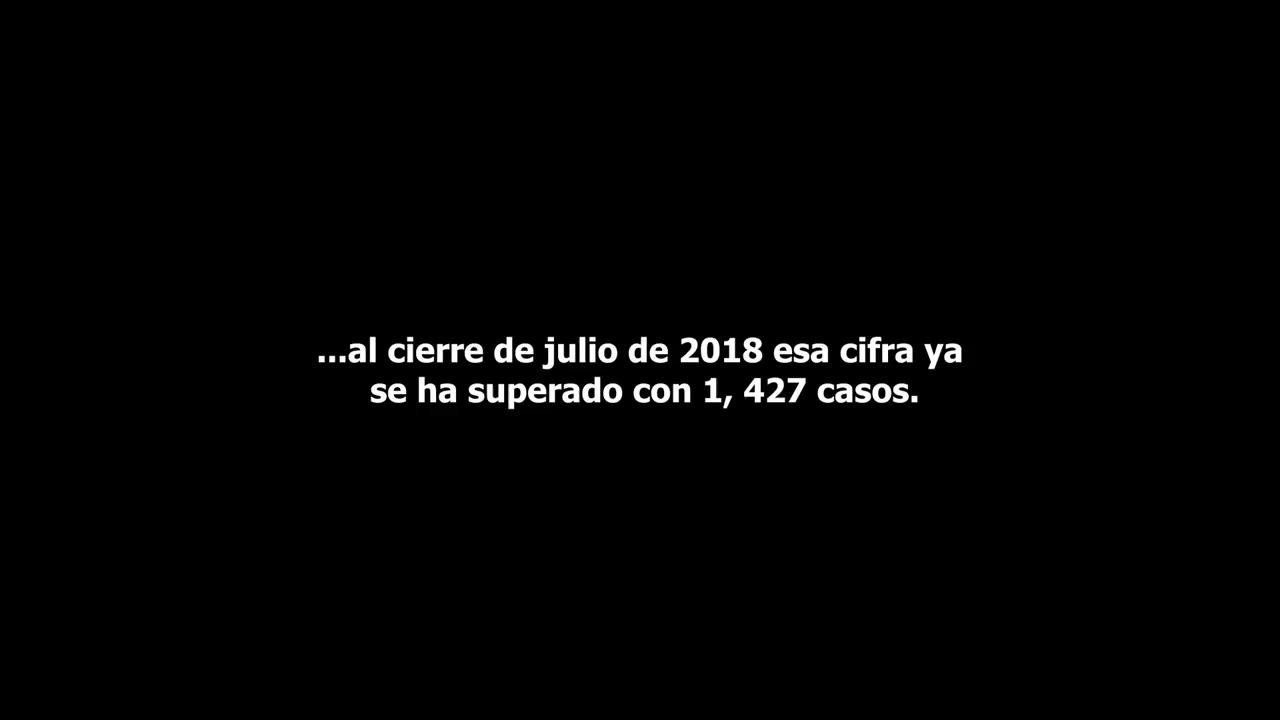 ...al cierre de julio de 2018 esa cifra ya
se ha superado con 1, 427 casos.